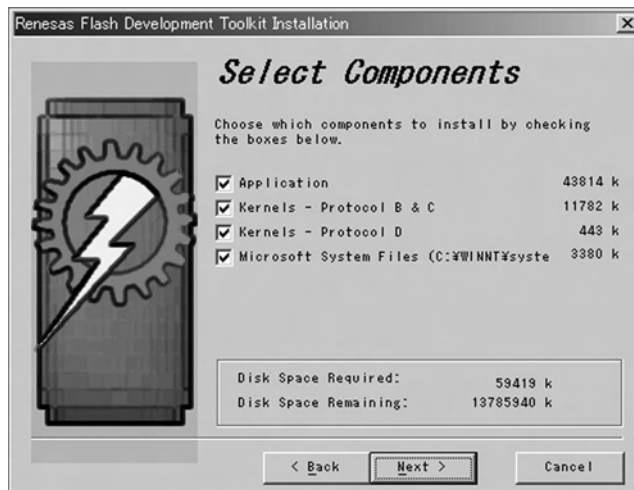 Renesas Flash Development Toolkit Installation
Select Components
Choose which components to install by checking
the boxes below.
Application 43814 k
Kernels - Protocol B & C 11782 k
Kernels - Protocol D 443 k
Microsoft System Files (C:¥WINNT¥syste 3380 k
Disk Space Required: 59419 k
Disk Space Remaining: 13785940 k
< Back Next > Cancel